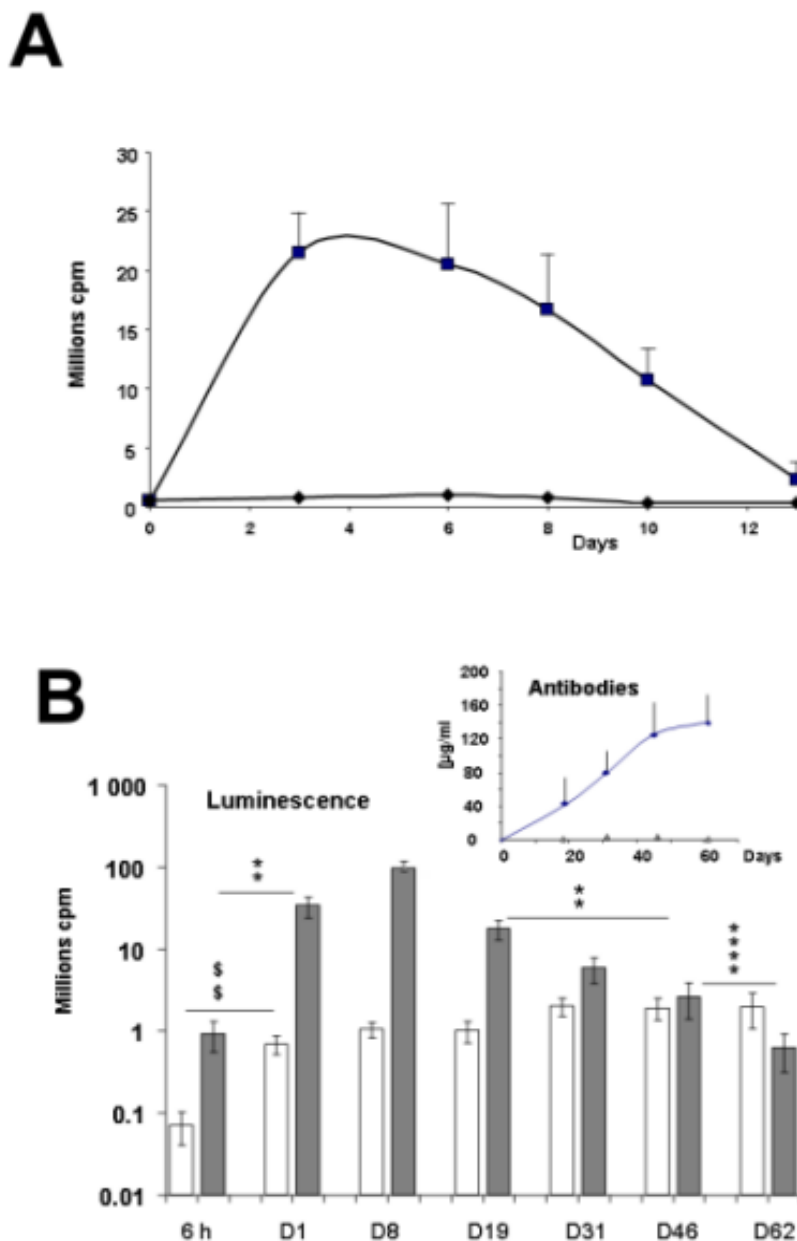 A
30
25
20
15
10
5
0
Millions cpm
0 2 4 6 8 10 12
Days
B
200
160
120
80
40
0
[µg/ml
Antibodies
0 20 40 60 Days
Luminescence
1 000
100
10
1
0.1
0.01
Millions cpm
$$
**
**
****
6 h D1 D8 D19 D31 D46 D62